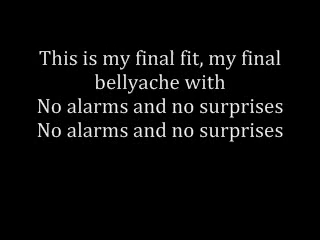 This is my final fit, my final
bellyache with
No alarms and no surprises
No alarms and no surprises